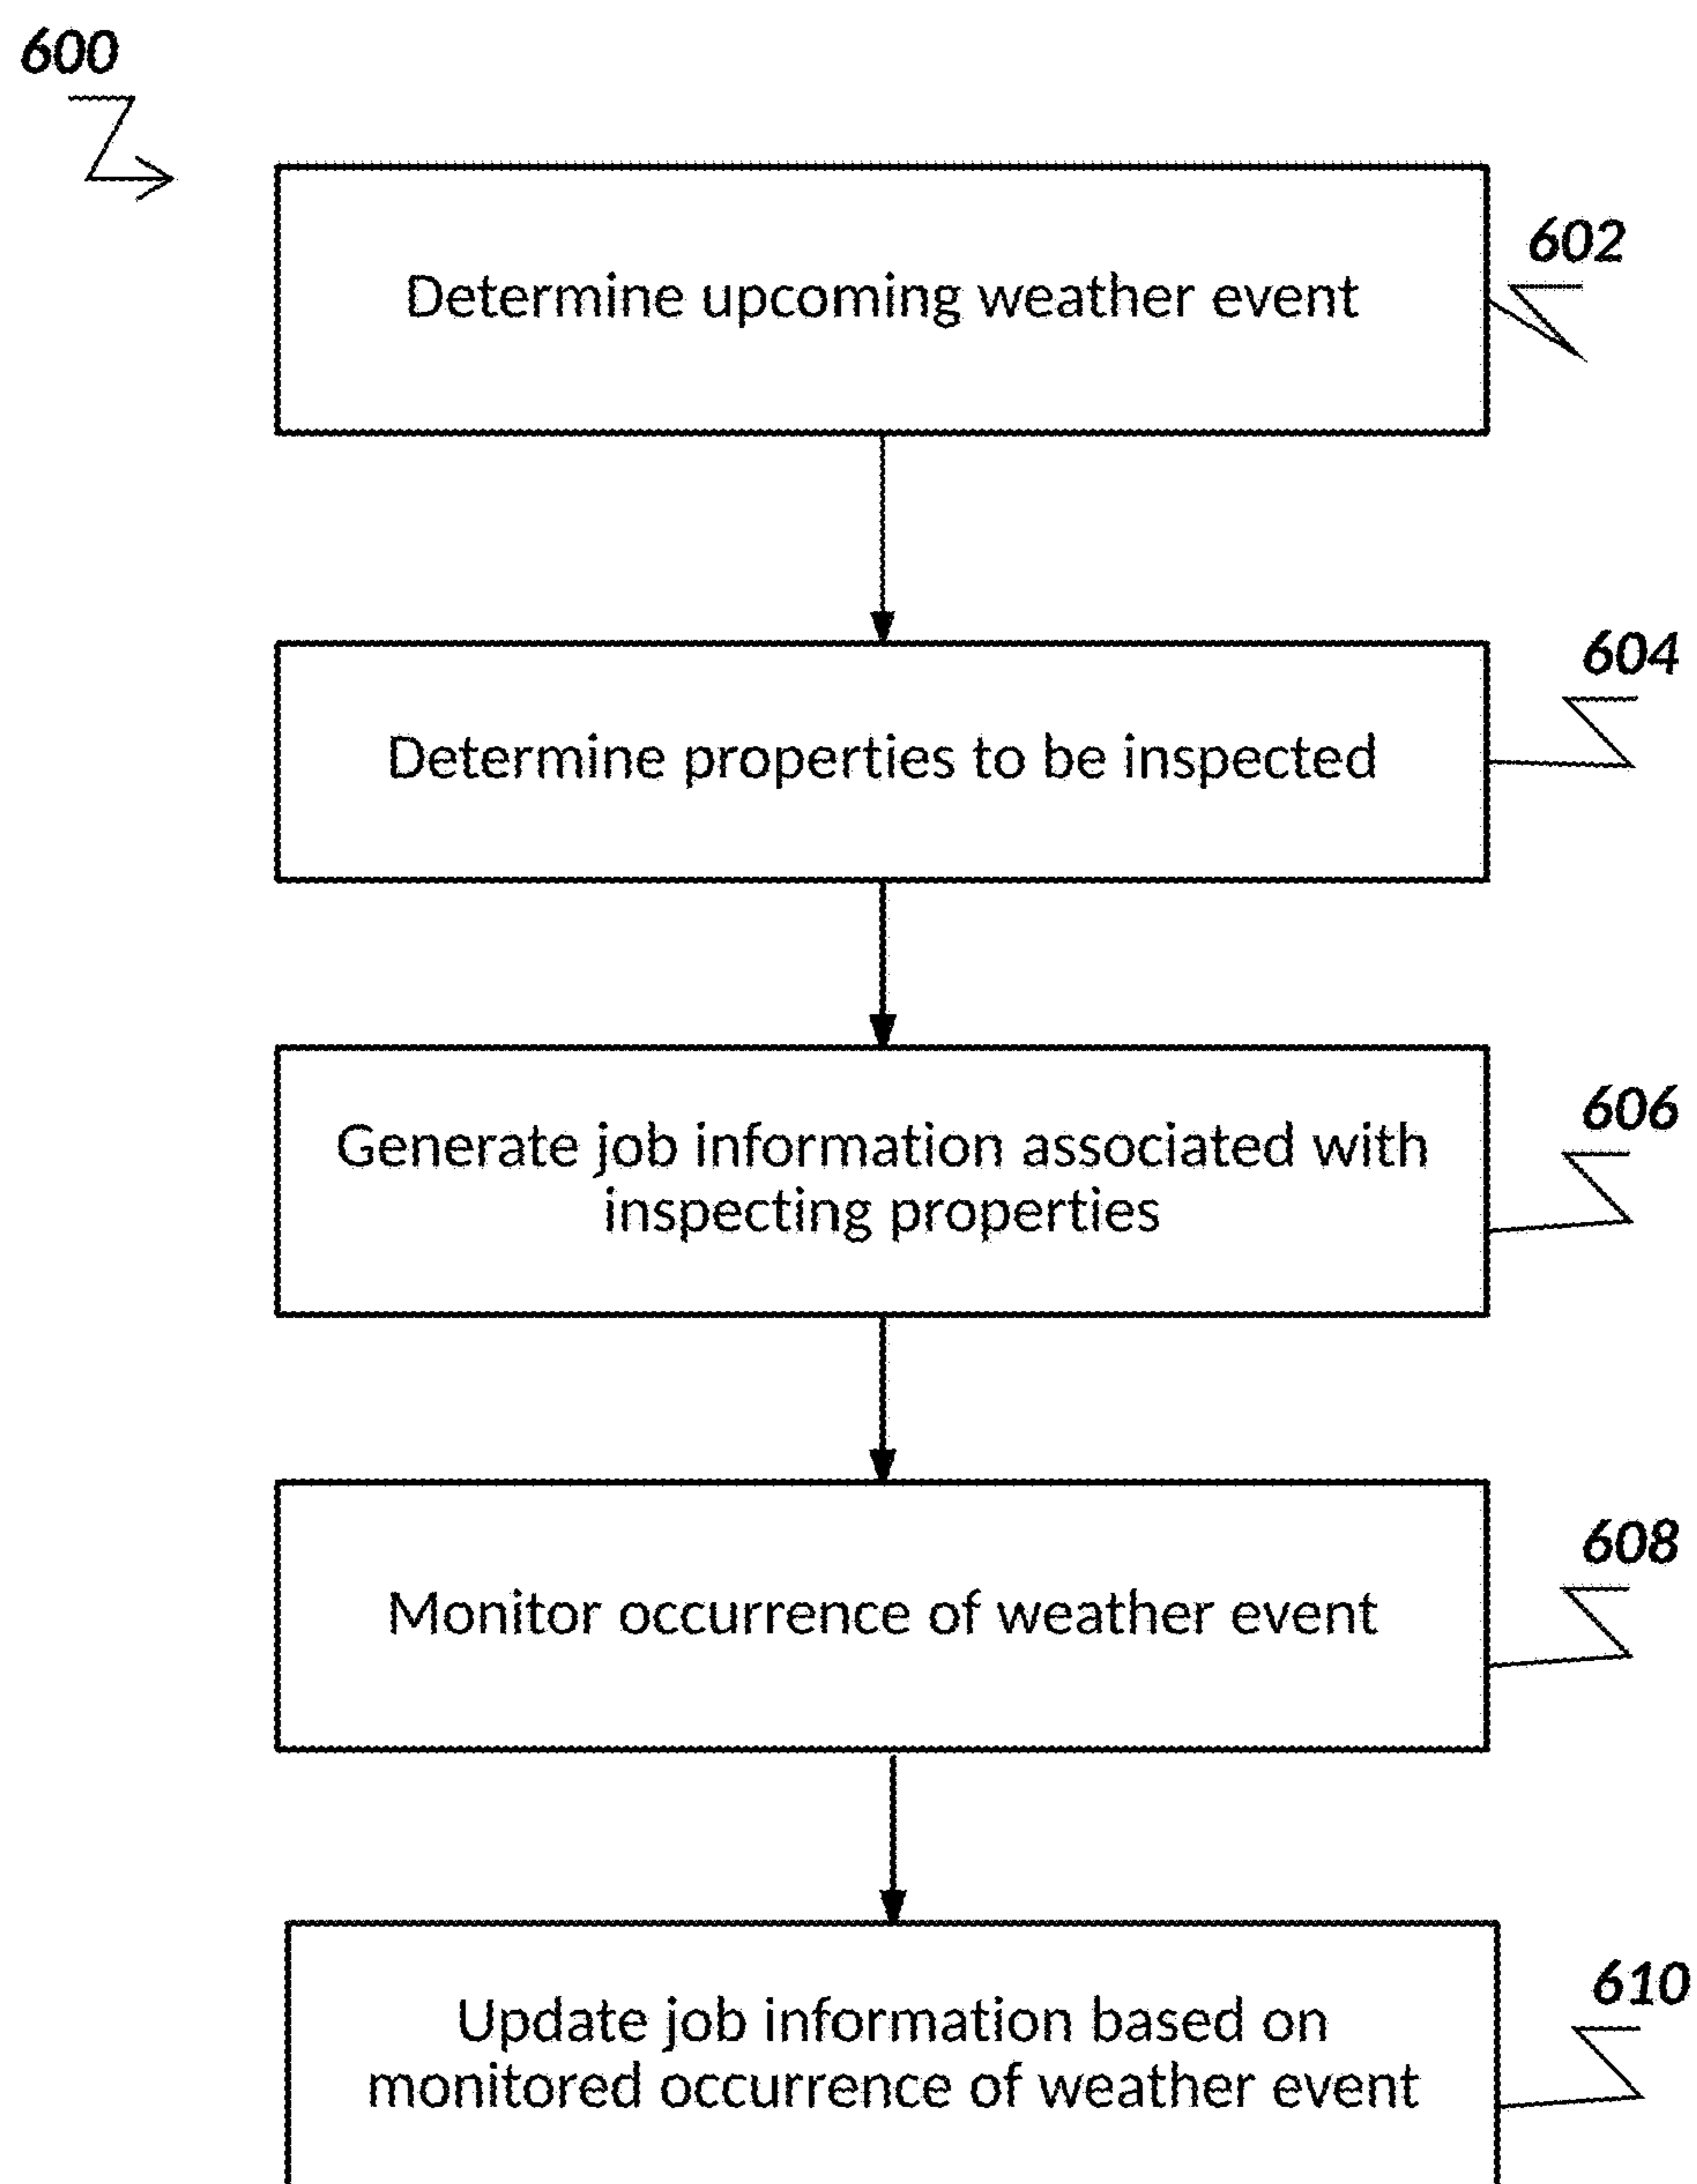 600
602
Determine upcoming weather event
604
Determine properties to be inspected
606
Generate job information associated with
inspecting properties
608
Monitor occurrence of weather event
610
Update job information based on
monitored occurrence of weather event